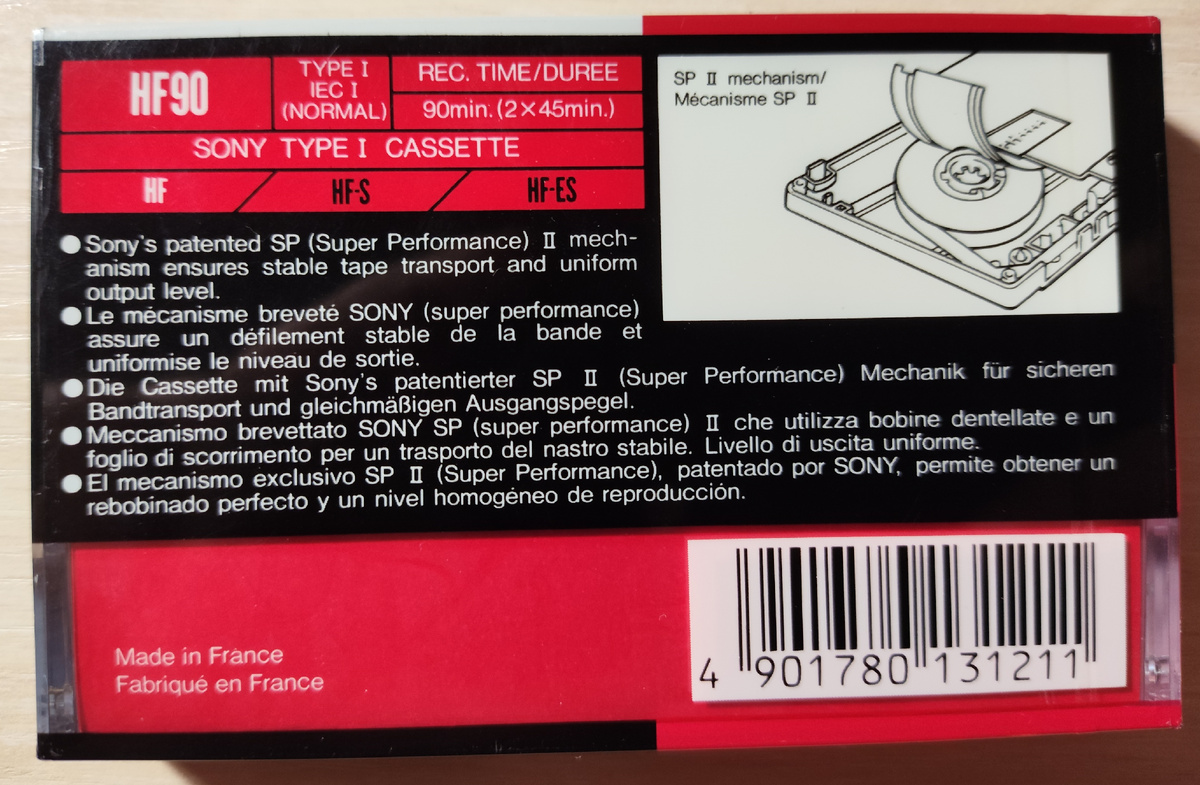 HF90
TYPE I
IEC I
(NORMAL)
REC. TIME/DUREE
90min. (2×45min.)
SONY TYPE I CASSETTE
HF / HF-S / HF-ES
SP II mechanism/
Mécanisme SP II
●Sony's patented SP (Super Performance) II mech-
anism ensures stable tape transport and uniform
output level.
●Le mécanisme breveté SONY (super performance)
assure un défilement stable de la bande et
uniformise le niveau de sortie.
●Die Cassette mit Sony's patentierter SP II (Super Performance) Mechanik für sicheren
Bandtransport und gleichmäßigen Ausgangspegel.
●Meccanismo brevettato SONY SP (super performance) II che utilizza bobine dentellate e un
foglio di scorrimento per un trasporto del nastro stabile. Livello di uscita uniforme.
●El mecanismo exclusivo SP II (Super Performance), patentado por SONY, permite obtener un
rebobinado perfecto y un nivel homogéneo de reproducción.
Made in France
Fabriqué en France
4 901780 131211